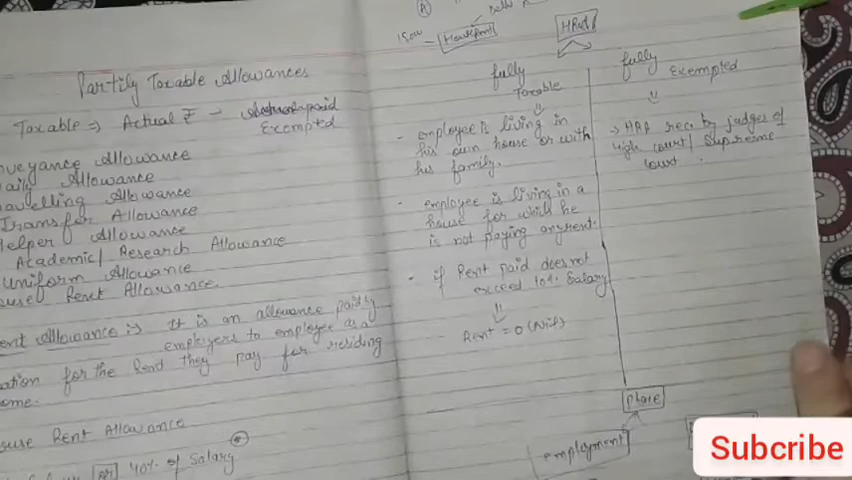 Partily Taxable Allowances
Taxable => Actual ₹ -
Exempted
nveyance Allowance
aily Allowance
ravelling Allowance
Transfer Allowance
Helper Allowance
Academic/ Research Allowance
Uniform Allowance
ouse Rent Allowance
ent Allowance :> It is an allowance paid by
employers to employee as a
ation for the Rent they pay for residing
ome.
ouse Rent Allowance
or 40% of Salary
HRA
fully
Taxable
- employee is living in
his own house or with
his family.
- employee is living in a
house for which he
is not paying any rent.
- if Rent paid does not
exceed 10% Salary
Rent = 0 (Nil)
fully
Exempted
-> HRA rec. by judges of
High court/ Supreme
court.
Place
employment
Subcribe